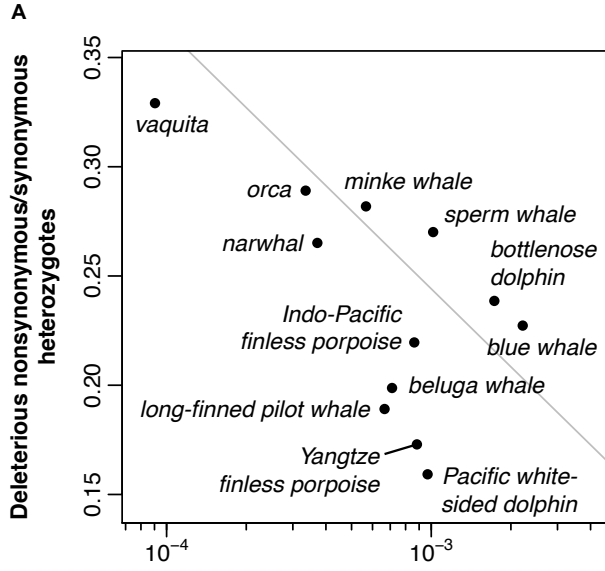 A
Deleterious nonsynonymous/synonymous
heterozygotes
0.35
0.30
0.25
0.20
0.15
vaquita
orca
minke whale
narwhal
sperm whale
bottlenose
dolphin
Indo-Pacific
finless porpoise
blue whale
beluga whale
long-finned pilot whale
Yangtze
finless porpoise
Pacific white-
sided dolphin
10⁻⁴
10⁻³